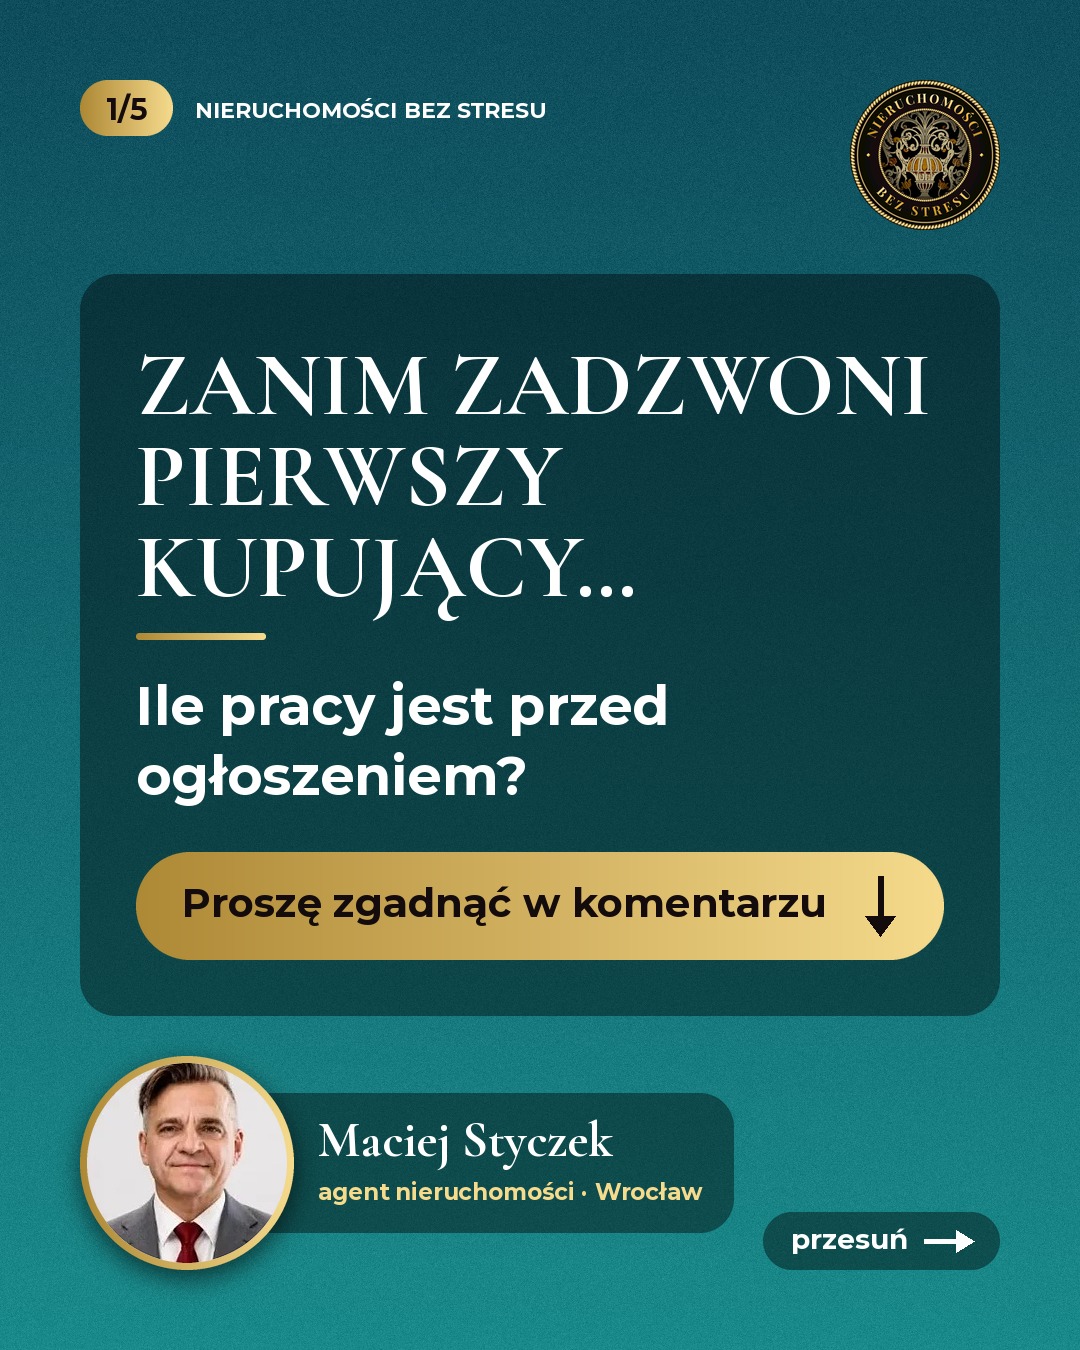 1/5 NIERUCHOMOŚCI BEZ STRESU
NIERUCHOMOŚCI
BEZ STRESU
ZANIM ZADZWONI
PIERWSZY
KUPUJĄCY...
Ile pracy jest przed
ogłoszeniem?
Proszę zgadnąć w komentarzu
Maciej Styczek
agent nieruchomości · Wrocław
przesuń